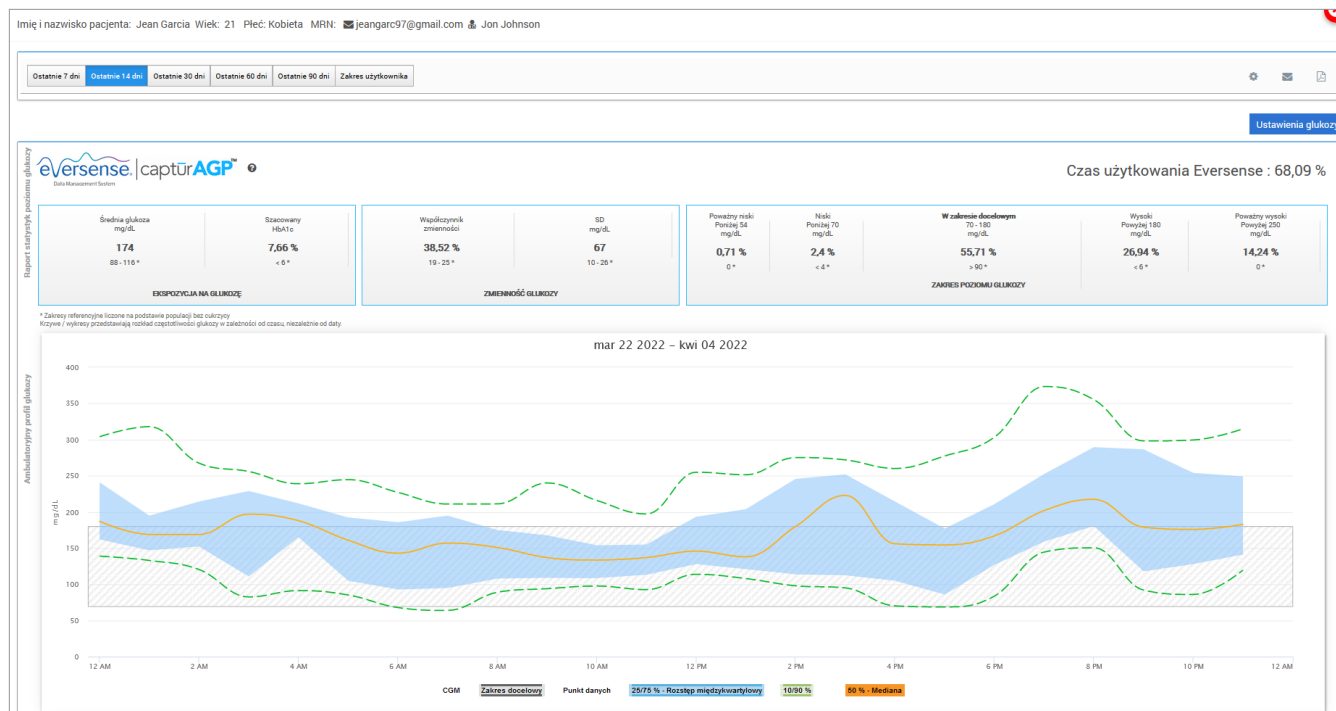 Imię i nazwisko pacjenta: Jean Garcia Wiek: 21 Płeć: Kobieta MRN: jeangarc97@gmail.com Jon Johnson
Ostatnie 7 dni Ostatnie 14 dni Ostatnie 30 dni Ostatnie 60 dni Ostatnie 90 dni Zakres użytkownika
Ustawienia glukozy
eversense. | captūrAGP™
Data Management System
Czas użytkowania Eversense : 68,09 %
Raport statystyk poziomu glukozy
Średnia glukoza
mg/dL
174
88 - 116 *
Szacowany
HbA1c
7,66 %
< 6 *
EKSPOZYCJA NA GLUKOZĘ
Współczynnik
zmienności
38,52 %
19 - 25 *
SD
mg/dL
67
10 - 26 *
ZMIENNOŚĆ GLUKOZY
Poważny niski
Poniżej 54
mg/dL
0,71 %
0 *
Niski
Poniżej 70
mg/dL
2,4 %
< 4 *
W zakresie docelowym
70 - 180
mg/dL
55,71 %
> 90 *
Wysoki
Powyżej 180
mg/dL
26,94 %
< 6 *
Poważny wysoki
Powyżej 250
mg/dL
14,24 %
0 *
ZAKRES POZIOMU GLUKOZY
* Zakresy referencyjne liczone na podstawie populacji bez cukrzycy
Krzywe / wykresy przedstawiają rozkład częstotliwości glukozy w zależności od czasu, niezależnie od daty.
Ambulatoryjny profil glukozy
mar 22 2022 – kwi 04 2022
mg/dL
400
350
300
250
200
150
100
50
0
12 AM 2 AM 4 AM 6 AM 8 AM 10 AM 12 PM 2 PM 4 PM 6 PM 8 PM 10 PM 12 AM
CGM Zakres docelowy Punkt danych 25/75 % - Rozstęp międzykwartylowy 10/90 % 50 % - Mediana